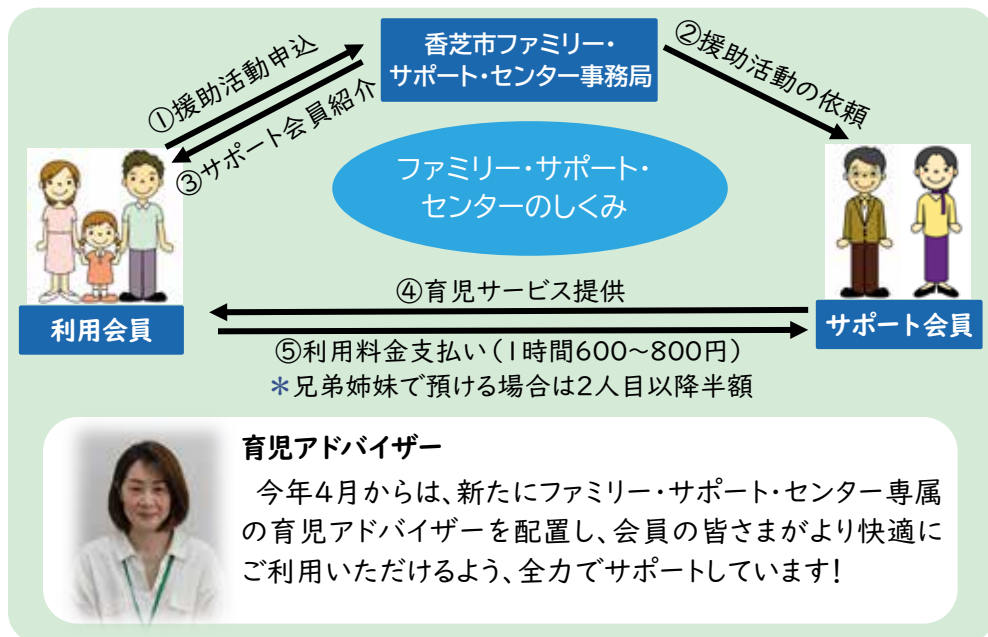 香芝市ファミリー・
サポート・センター事務局
①援助活動申込
②援助活動の依頼
③サポート会員紹介
ファミリー・サポート・
センターのしくみ
④育児サービス提供
利用会員
サポート会員
⑤利用料金支払い(1時間600～800円)
＊兄弟姉妹で預ける場合は2人目以降半額
育児アドバイザー
今年4月からは、新たにファミリー・サポート・センター専属
の育児アドバイザーを配置し、会員の皆さまがより快適に
ご利用いただけるよう、全力でサポートしています!